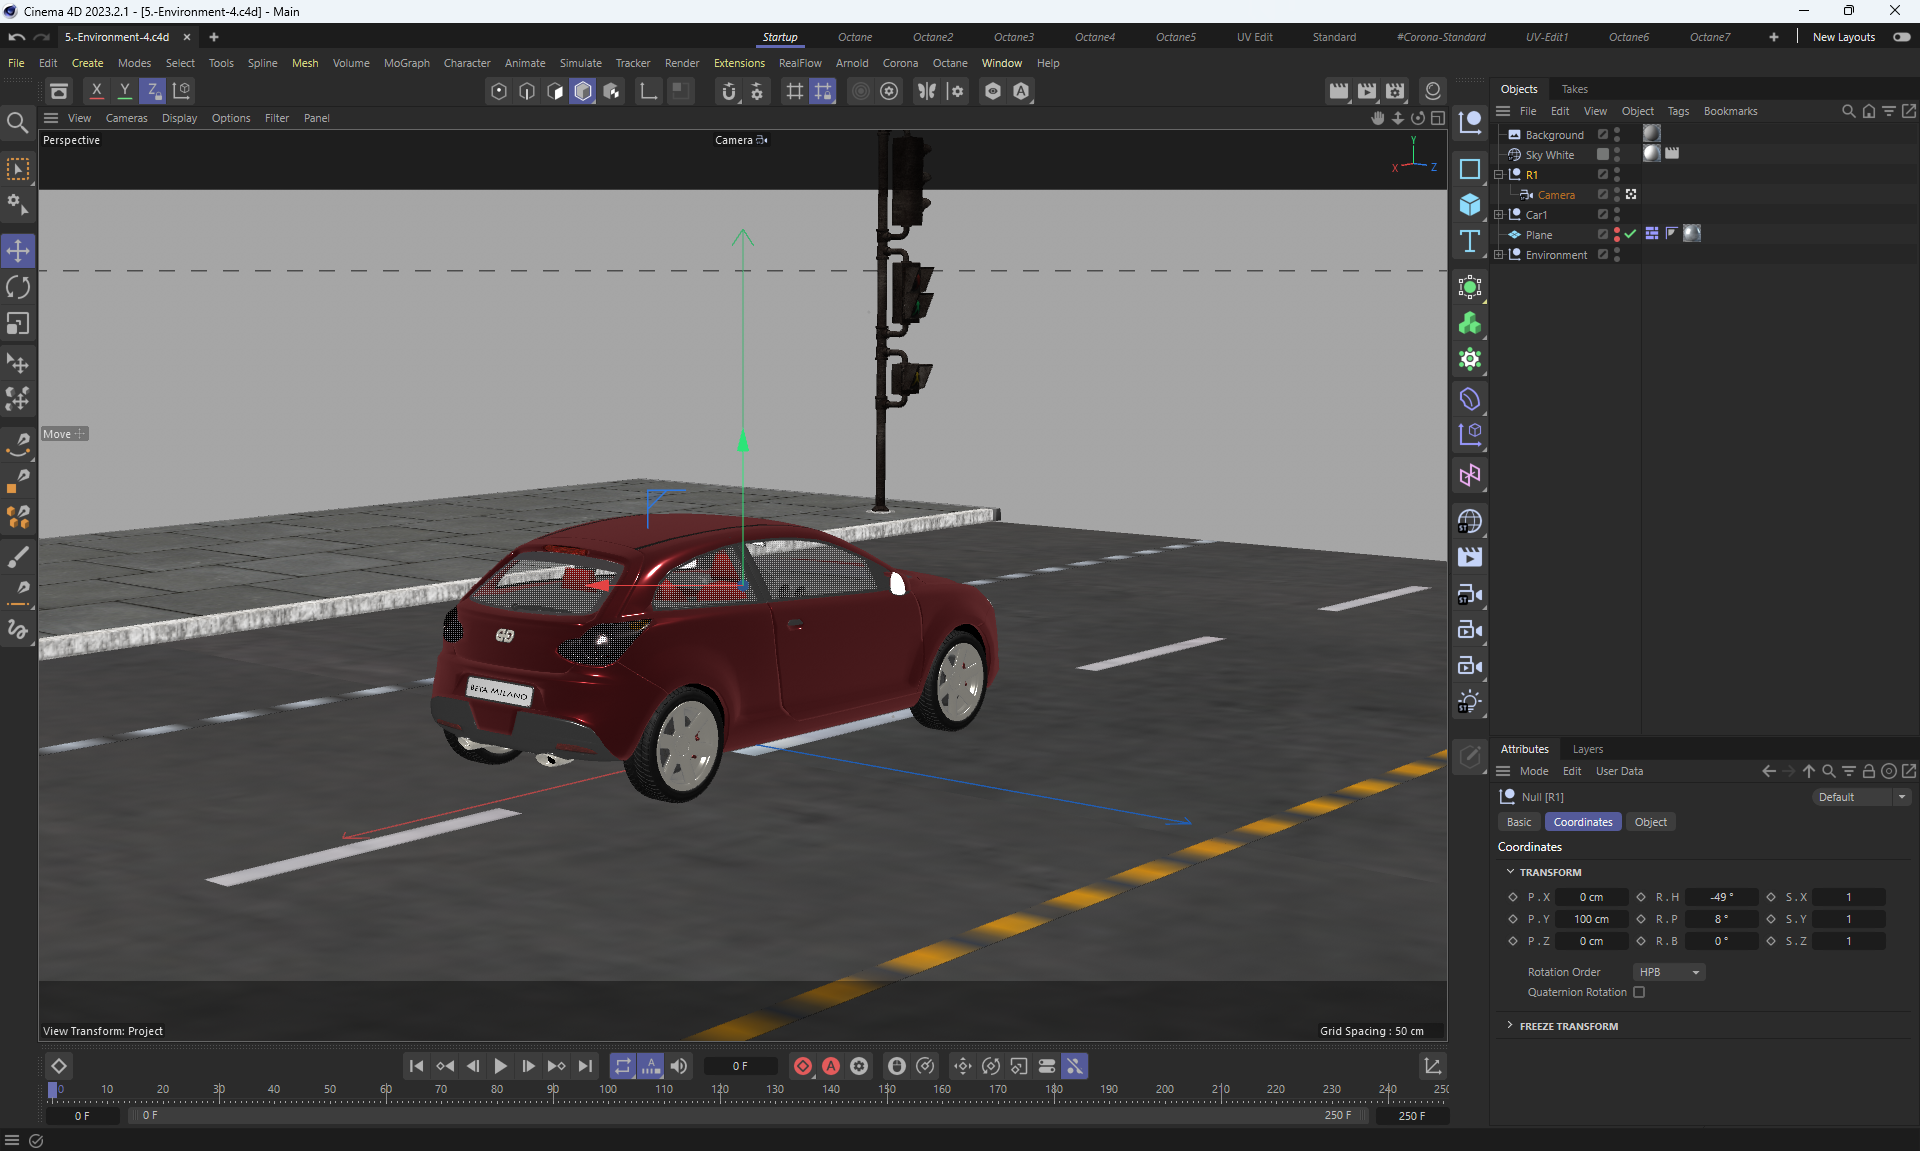 Cinema 4D 2023.2.1 - [5.-Environment-4.c4d] - Main
5.-Environment-4.c4d
Startup Octane Octane2 Octane3 Octane4 Octane5 UV Edit Standard #Corona-Standard UV-Edit1 Octane6 Octane7 New Layouts
File Edit Create Modes Select Tools Spline Mesh Volume MoGraph Character Animate Simulate Tracker Render Extensions RealFlow Arnold Corona Octane Window Help
X Y Z
View Cameras Display Options Filter Panel
Perspective
Camera
Y
X Z
Move
BETA MILANO
View Transform: Project
Grid Spacing : 50 cm
Objects Takes
File Edit View Object Tags Bookmarks
Background
Sky White
R1
Camera
Car1
Plane
Environment
Attributes Layers
Mode Edit User Data
Null [R1]
Default
Basic Coordinates Object
Coordinates
TRANSFORM
P . X 0 cm R . H -49 ° S . X 1
P . Y 100 cm R . P 8 ° S . Y 1
P . Z 0 cm R . B 0 ° S . Z 1
Rotation Order HPB
Quaternion Rotation
FREEZE TRANSFORM
0 F
0 10 20 30 40 50 60 70 80 90 100 110 120 130 140 150 160 170 180 190 200 210 220 230 240 250
0 F 0 F 250 F 250 F